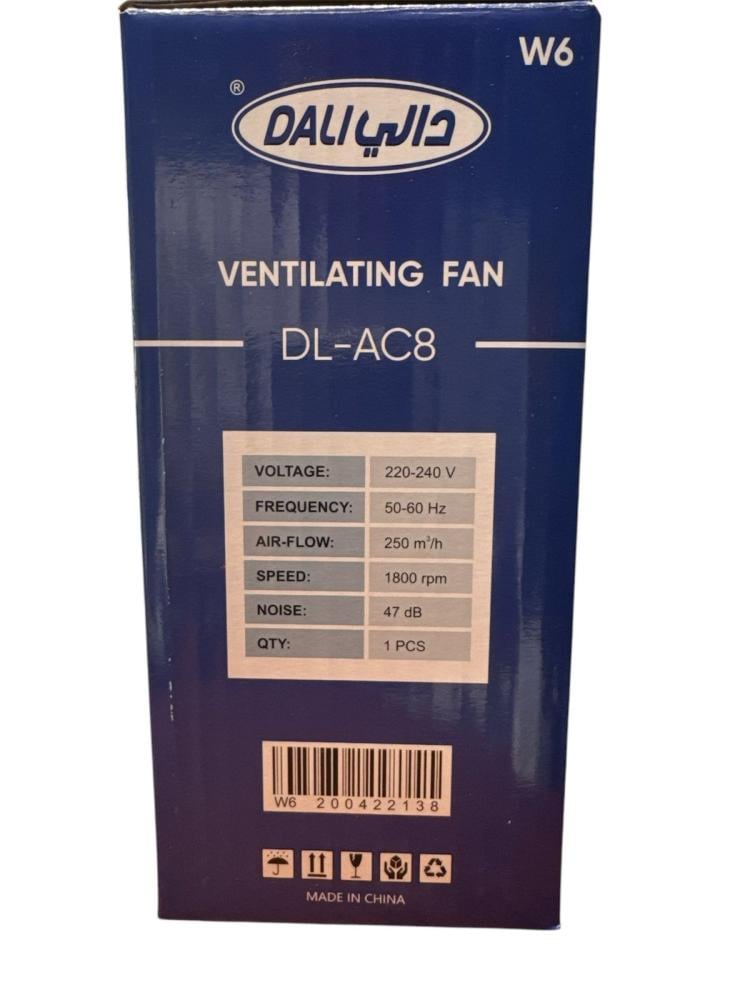 W6
®
DALI دالي
VENTILATING FAN
DL-AC8
VOLTAGE: 220-240 V
FREQUENCY: 50-60 Hz
AIR-FLOW: 250 m³/h
SPEED: 1800 rpm
NOISE: 47 dB
QTY: 1 PCS
W6 200422138
MADE IN CHINA